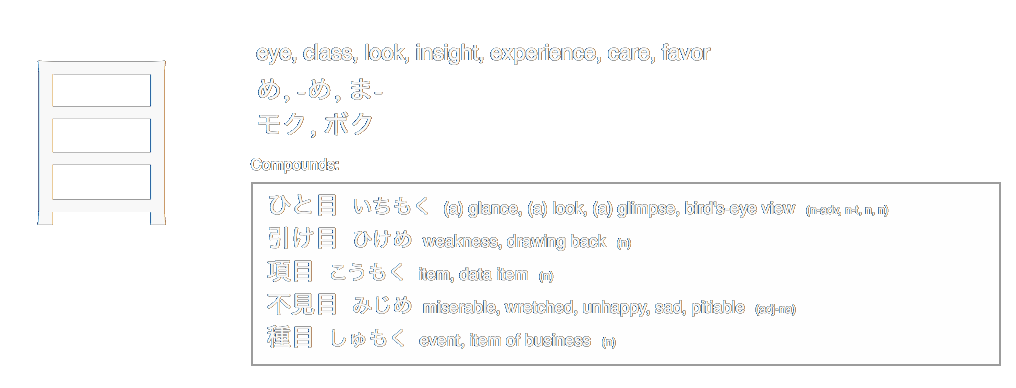 目
eye, class, look, insight, experience, care, favor
め, -め, ま-
モク, ボク
Compounds:
ひと目 いちもく (a) glance, (a) look, (a) glimpse, bird's-eye view (n-adv, n-t, n, n)
引け目 ひけめ weakness, drawing back (n)
項目 こうもく item, data item (n)
不見目 みじめ miserable, wretched, unhappy, sad, pitiable (adj-na)
種目 しゅもく event, item of business (n)